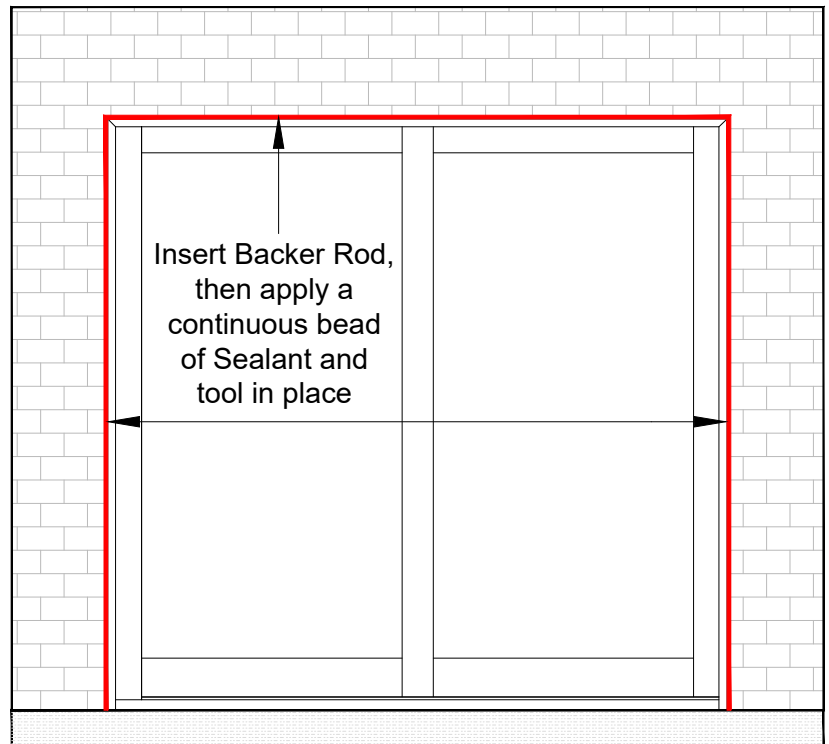 Insert Backer Rod,
then apply a
continuous bead
of Sealant and
tool in place